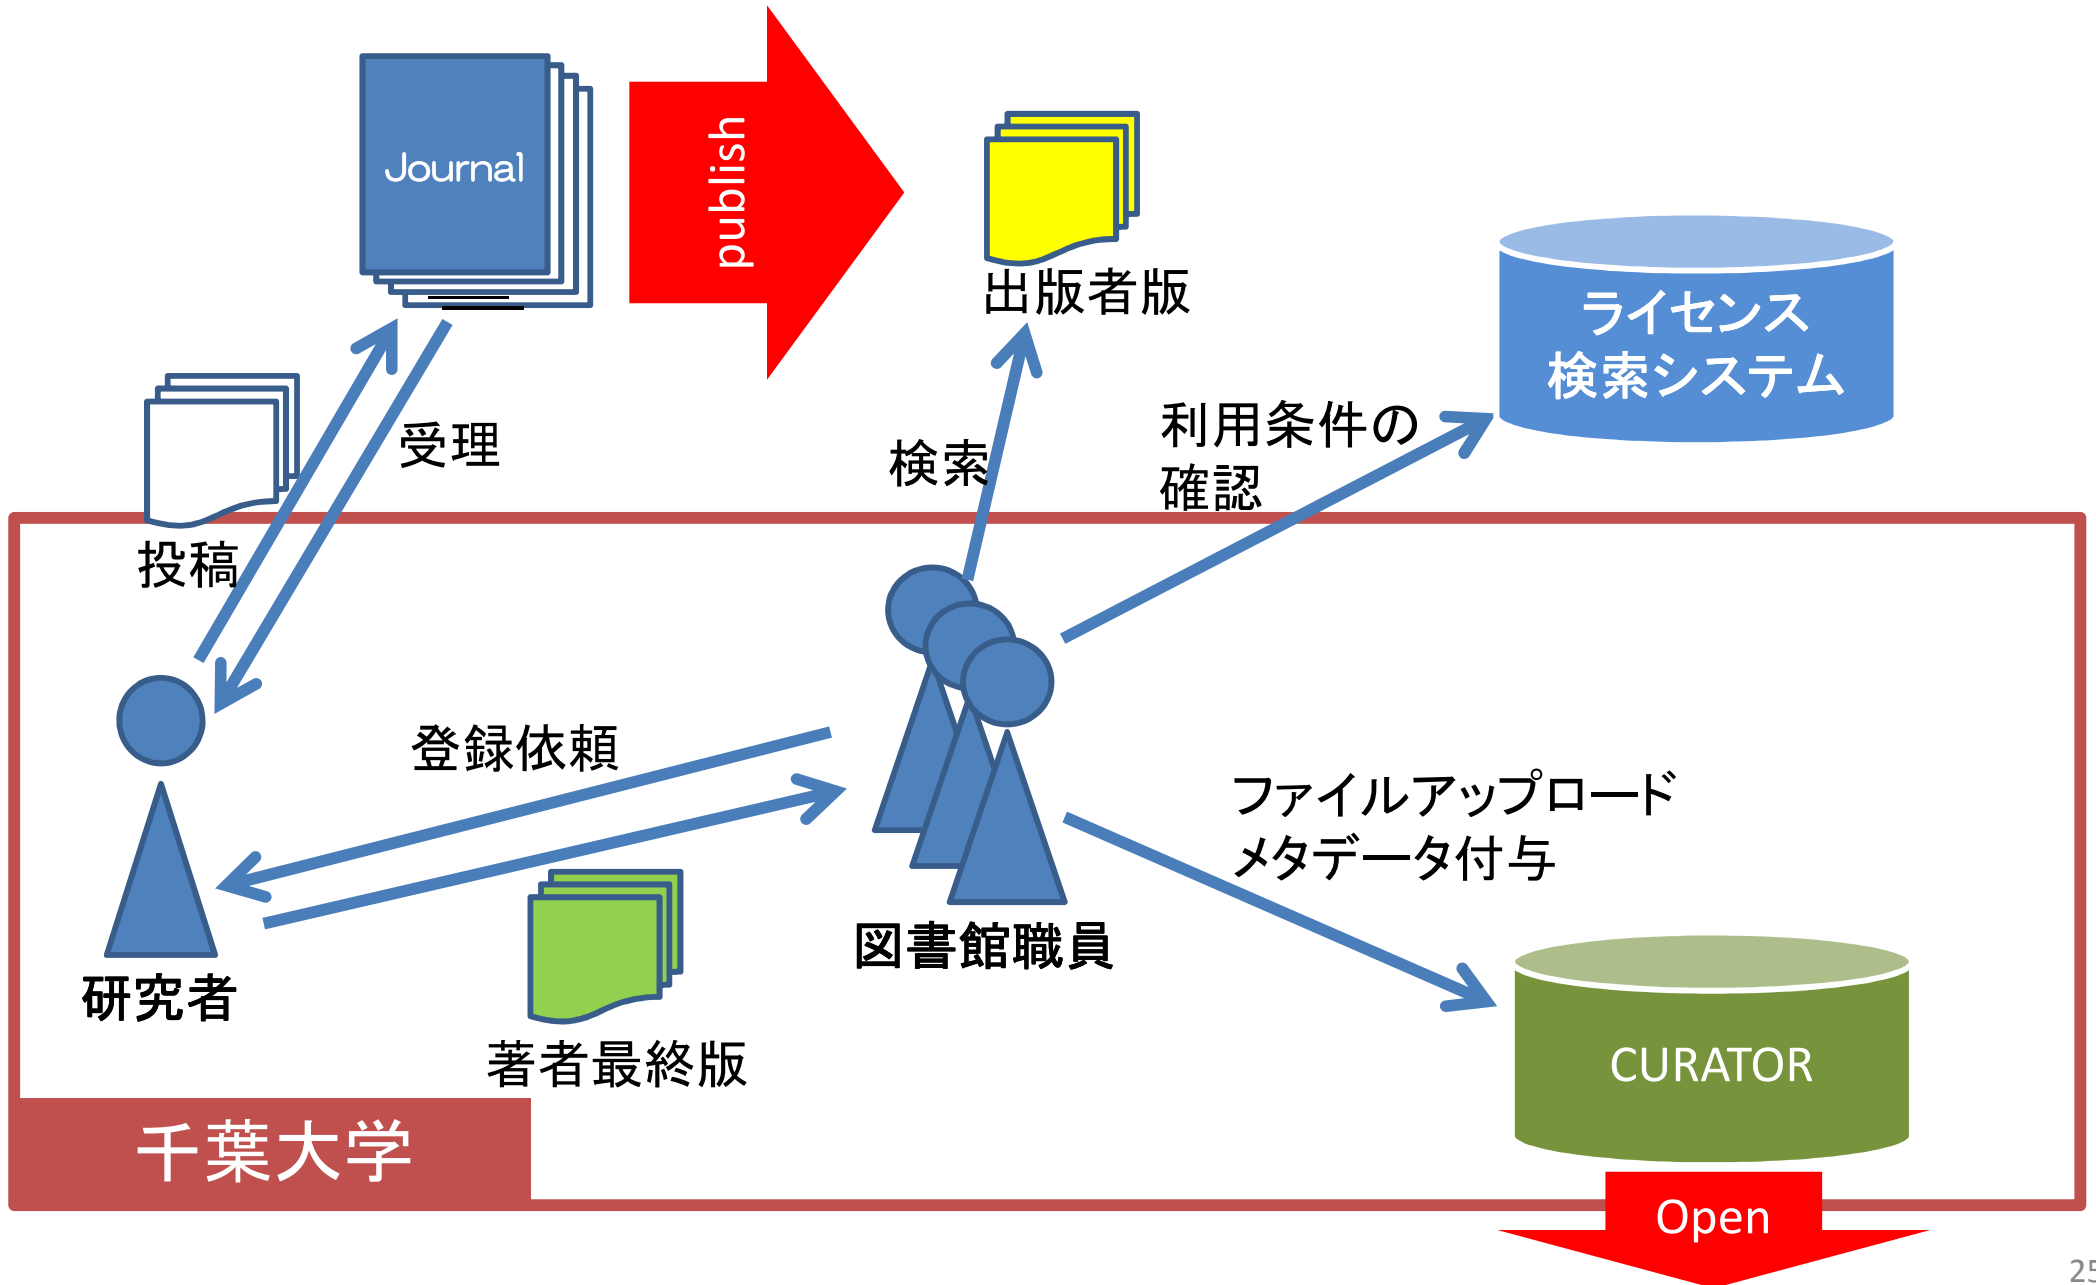 Journal
publish
出版者版
ライセンス
検索システム
受理
検索
利用条件の
確認
投稿
登録依頼
ファイルアップロード
メタデータ付与
図書館職員
研究者
著者最終版
CURATOR
千葉大学
Open
25